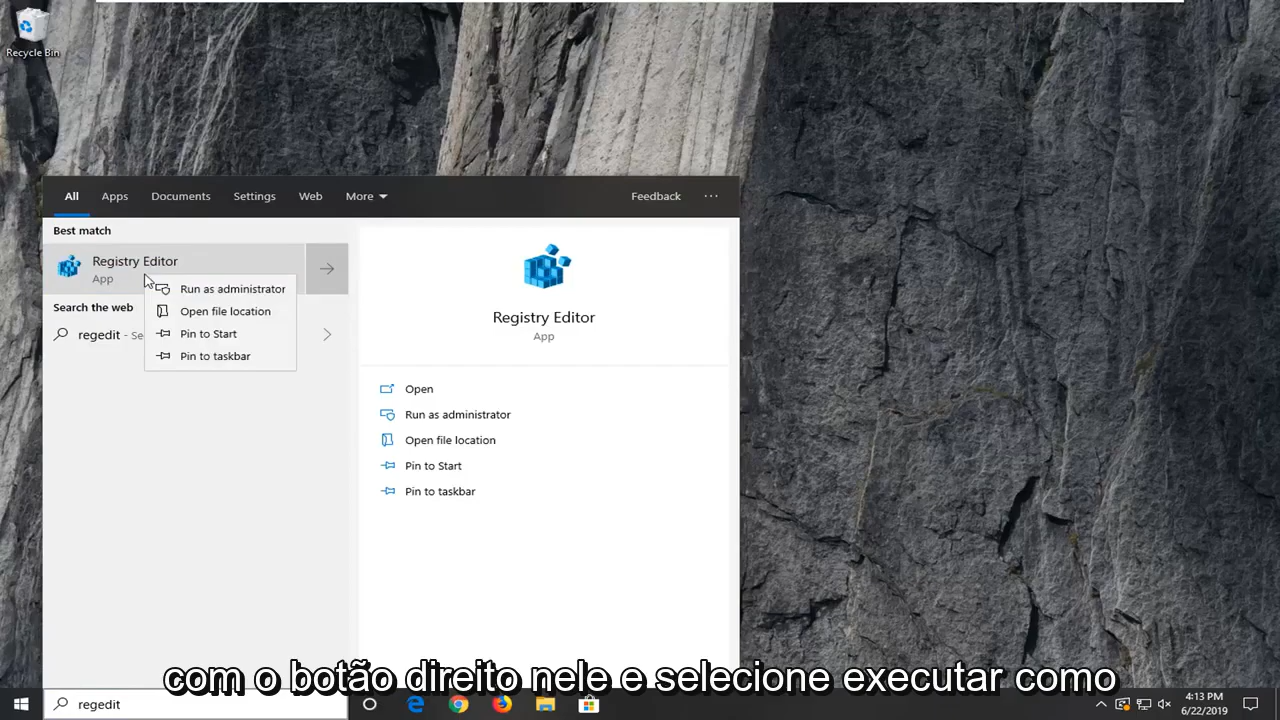 Recycle Bin
All Apps Documents Settings Web More Feedback ...
Best match
Registry Editor
App
Run as administrator
Open file location
Pin to Start
Pin to taskbar
Search the web
regedit - Se
Registry Editor
App
Open
Run as administrator
Open file location
Pin to Start
Pin to taskbar
com o botão direito nele e selecione executar como
regedit
4:13 PM
6/22/2019